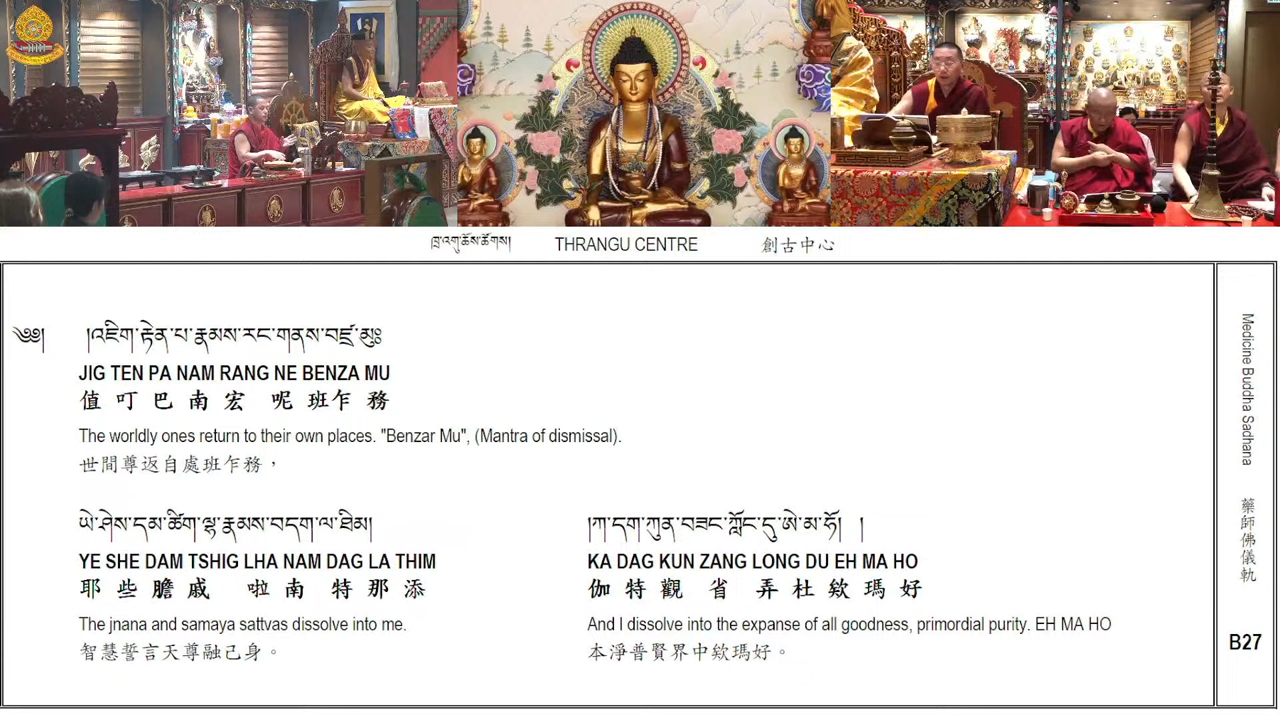 ཁྲ་འགུ་ཆོས་ཚོགས། THRANGU CENTRE 創古中心
༄༅། །འཇིག་རྟེན་པ་རྣམས་རང་གནས་བཛྲ་མུཿ
JIG TEN PA NAM RANG NE BENZA MU
值 叮 巴 南 宏 呢 班乍 務
The worldly ones return to their own places. "Benzar Mu", (Mantra of dismissal).
世間尊返自處班乍務，
ཡེ་ཤེས་དམ་ཚིག་ལྷ་རྣམས་བདག་ལ་ཐིམ།
YE SHE DAM TSHIG LHA NAM DAG LA THIM
耶 些 膽 戚 啦 南 特 那 添
The jnana and samaya sattvas dissolve into me.
智慧誓言天尊融己身。
།ཀ་དག་ཀུན་བཟང་ཀློང་དུ་ཨེ་མ་ཧོ། །
KA DAG KUN ZANG LONG DU EH MA HO
伽 特 觀 省 弄 杜 欸 瑪 好
And I dissolve into the expanse of all goodness, primordial purity. EH MA HO
本淨普賢界中欸瑪好。
Medicine Buddha Sadhana
藥師佛儀軌
B27